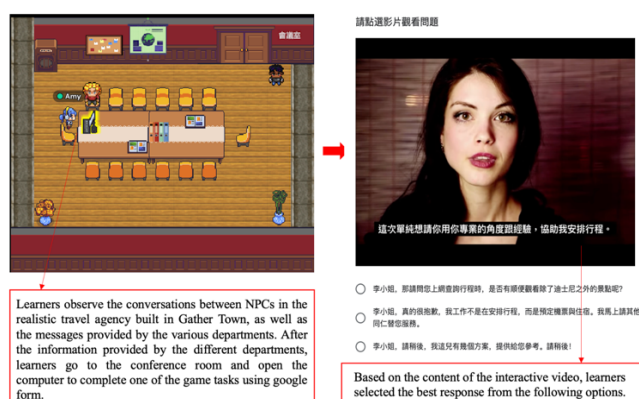 會議室
Amy
Learners observe the conversations between NPCs in the
realistic travel agency built in Gather Town, as well as
the messages provided by the various departments. After
the information provided by the different departments,
learners go to the conference room and open the
computer to complete one of the game tasks using google
form.
請點選影片觀看問題
這次單純想請你用你專業的角度跟經驗，協助我安排行程。
李小姐，那請問您上網查詢行程時，是否有順便觀看除了迪士尼之外的景點呢?
李小姐，真的很抱歉，我工作不是在安排行程，而是預定機票與住宿。我馬上請其他
同仁替您服務。
李小姐，請稍後，我這兒有幾個方案，提供給您參考。請稍後!
Based on the content of the interactive video, learners
selected the best response from the following options.